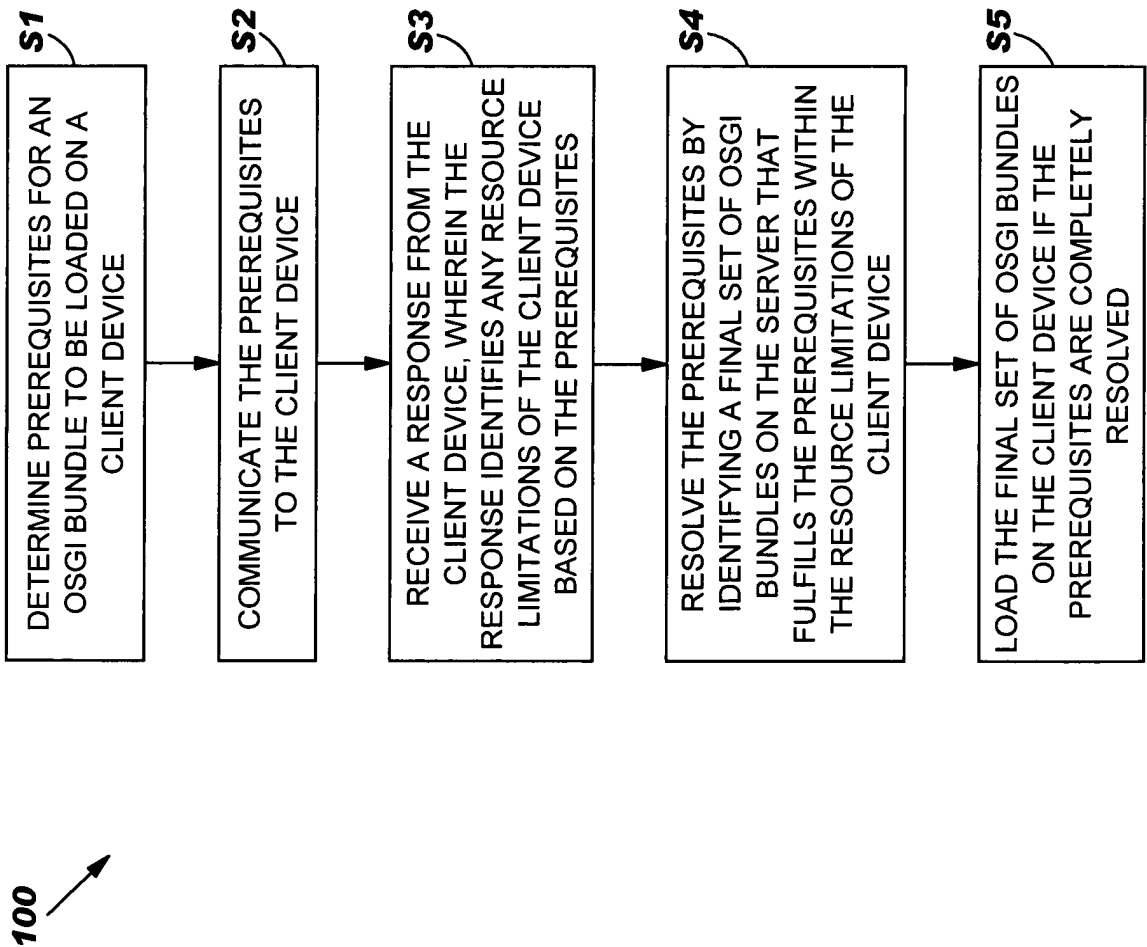 100
S1
DETERMINE PREREQUISITES FOR AN
OSGI BUNDLE TO BE LOADED ON A
CLIENT DEVICE
S2
COMMUNICATE THE PREREQUISITES
TO THE CLIENT DEVICE
S3
RECEIVE A RESPONSE FROM THE
CLIENT DEVICE, WHEREIN THE
RESPONSE IDENTIFIES ANY RESOURCE
LIMITATIONS OF THE CLIENT DEVICE
BASED ON THE PREREQUISITES
S4
RESOLVE THE PREREQUISITES BY
IDENTIFYING A FINAL SET OF OSGI
BUNDLES ON THE SERVER THAT
FULFILLS THE PREREQUISITES WITHIN
THE RESOURCE LIMITATIONS OF THE
CLIENT DEVICE
S5
LOAD THE FINAL SET OF OSGI BUNDLES
ON THE CLIENT DEVICE IF THE
PREREQUISITES ARE COMPLETELY
RESOLVED